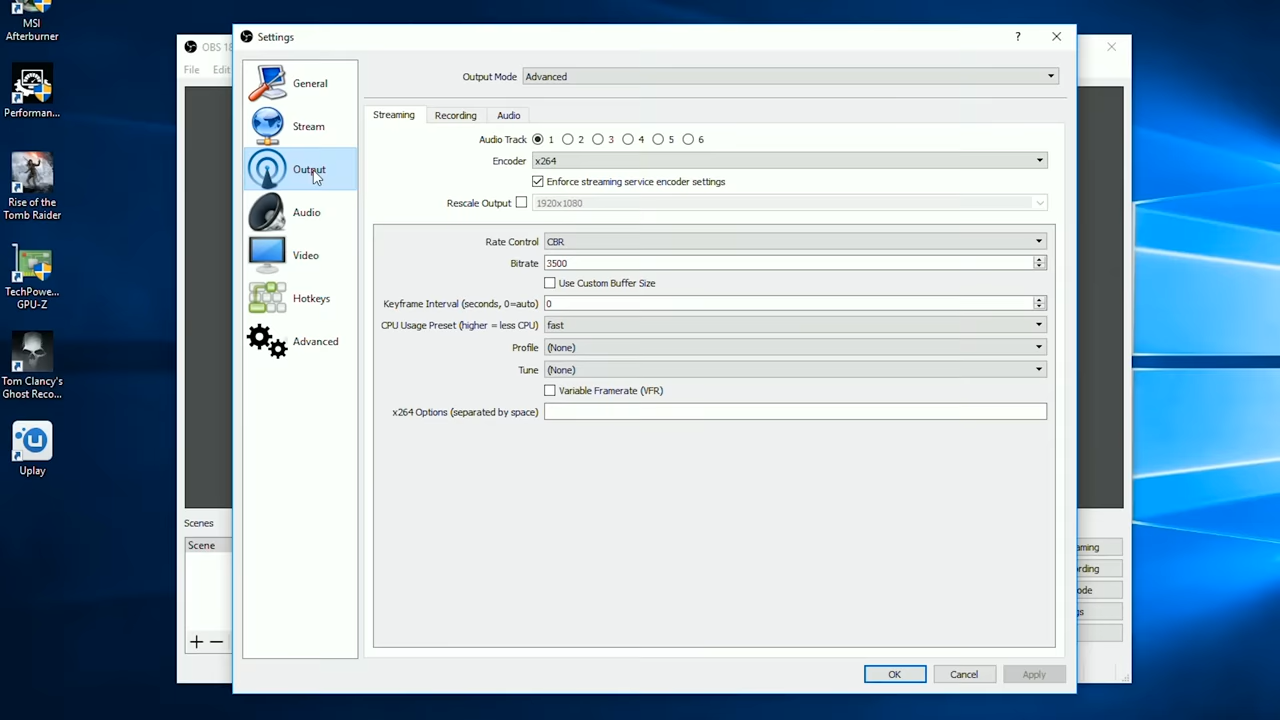 MSI
Afterburner
Performan...
Rise of the
Tomb Raider
TechPowe...
GPU-Z
Tom Clancy's
Ghost Reco...
Uplay
OBS 18
File Edit
Scenes
Scene
Settings
?
General
Stream
Output
Audio
Video
Hotkeys
Advanced
Output Mode Advanced
Streaming Recording Audio
Audio Track 1 2 3 4 5 6
Encoder x264
Enforce streaming service encoder settings
Rescale Output 1920x1080
Rate Control CBR
Bitrate 3500
Use Custom Buffer Size
Keyframe Interval (seconds, 0=auto) 0
CPU Usage Preset (higher = less CPU) fast
Profile (None)
Tune (None)
Variable Framerate (VFR)
x264 Options (separated by space)
OK Cancel Apply
aming
rding
ode
gs